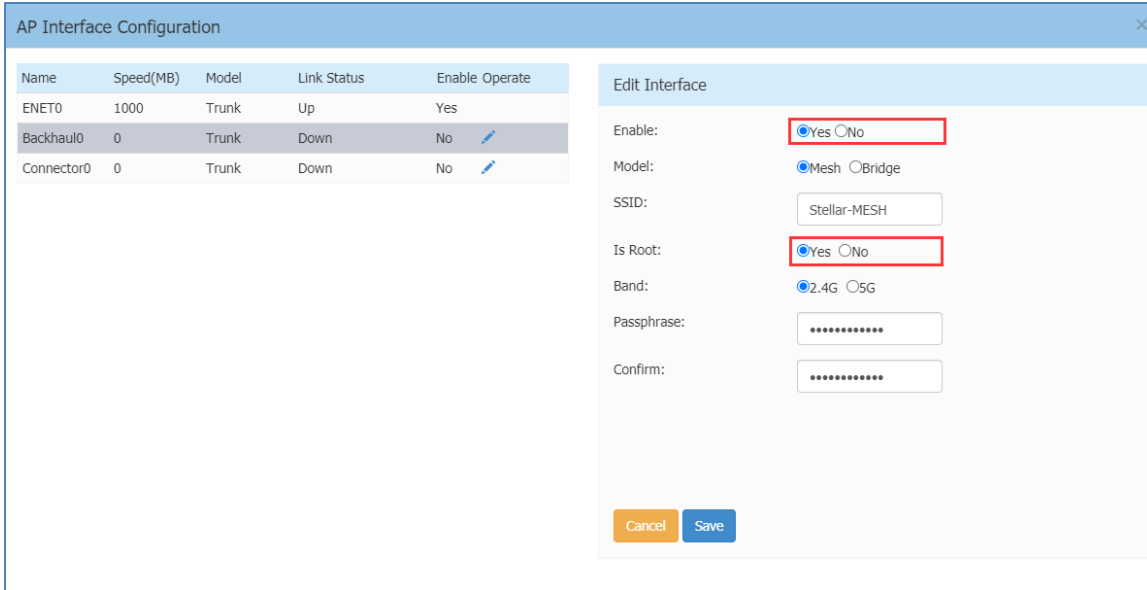 AP Interface Configuration
Name Speed(MB) Model Link Status Enable Operate
ENET0 1000 Trunk Up Yes
Backhaul0 0 Trunk Down No
Connector0 0 Trunk Down No
Edit Interface
Enable: Yes No
Model: Mesh Bridge
SSID: Stellar-MESH
Is Root: Yes No
Band: 2.4G 5G
Passphrase: ••••••••••••
Confirm: ••••••••••••
Cancel Save